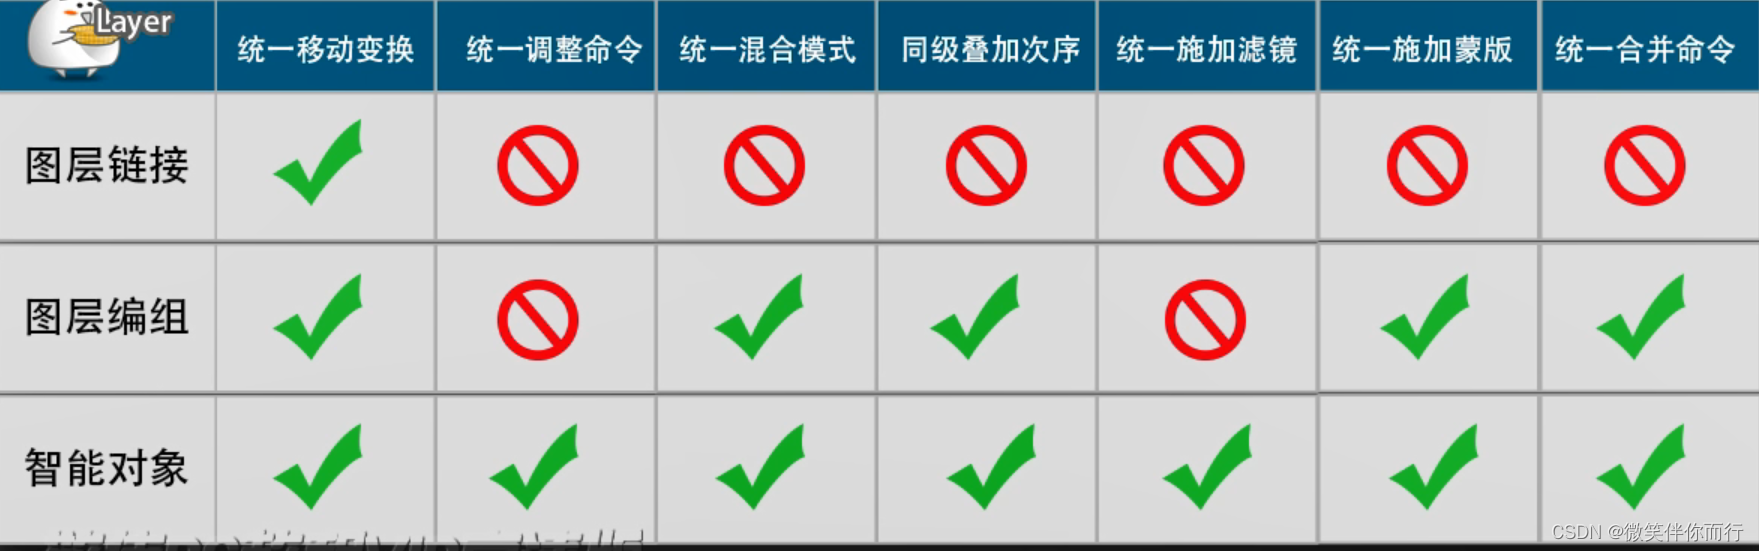 Layer
统一移动变换 统一调整命令 统一混合模式 同级叠加次序 统一施加滤镜 统一施加蒙版 统一合并命令
图层链接
图层编组
智能对象
CSDN @微笑伴你而行